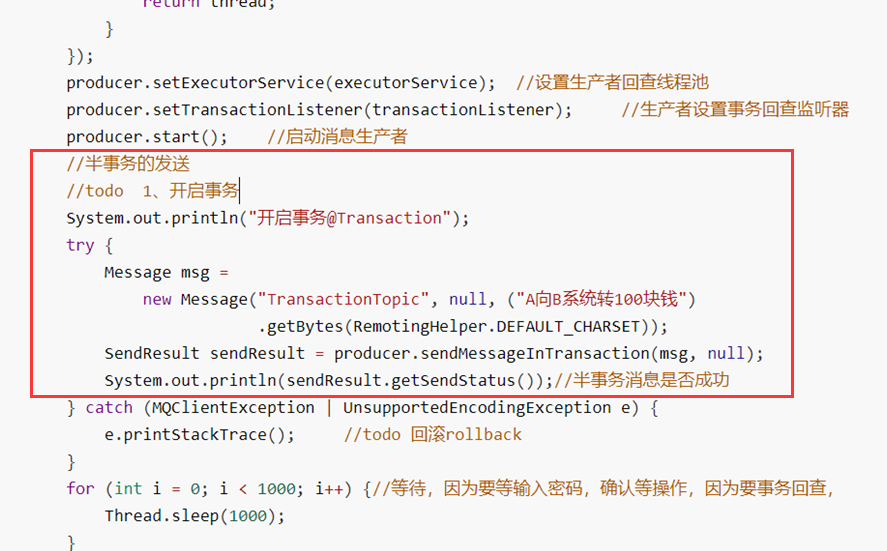 return thread;
}
});
producer.setExecutorService(executorService); //设置生产者回查线程池
producer.setTransactionListener(transactionListener); //生产者设置事务回查监听器
producer.start(); //启动消息生产者
//半事务的发送
//todo 1、开启事务
System.out.println("开启事务@Transaction");
try {
Message msg =
new Message("TransactionTopic", null, ("A向B系统转100块钱")
.getBytes(RemotingHelper.DEFAULT_CHARSET));
SendResult sendResult = producer.sendMessageInTransaction(msg, null);
System.out.println(sendResult.getSendStatus());//半事务消息是否成功
} catch (MQClientException | UnsupportedEncodingException e) {
e.printStackTrace(); //todo 回滚rollback
}
for (int i = 0; i < 1000; i++) {//等待，因为要等输入密码，确认等操作，因为要事务回查，
Thread.sleep(1000);
}